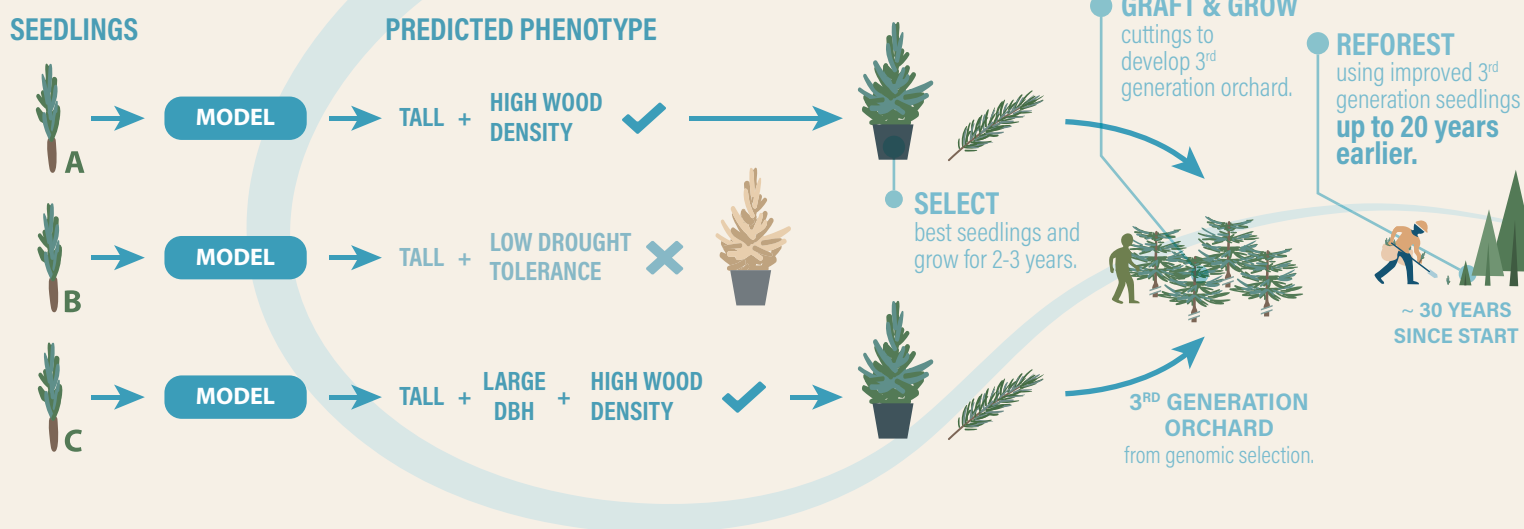 SEEDLINGS
PREDICTED PHENOTYPE
A
MODEL
TALL + HIGH WOOD
DENSITY
B
MODEL
TALL + LOW DROUGHT
TOLERANCE
C
MODEL
TALL + LARGE
DBH + HIGH WOOD
DENSITY
SELECT
best seedlings and
grow for 2-3 years.
GRAFT & GROW
cuttings to
develop 3rd
generation orchard.
3RD GENERATION
ORCHARD
from genomic selection.
REFOREST
using improved 3rd
generation seedlings
up to 20 years
earlier.
~ 30 YEARS
SINCE START